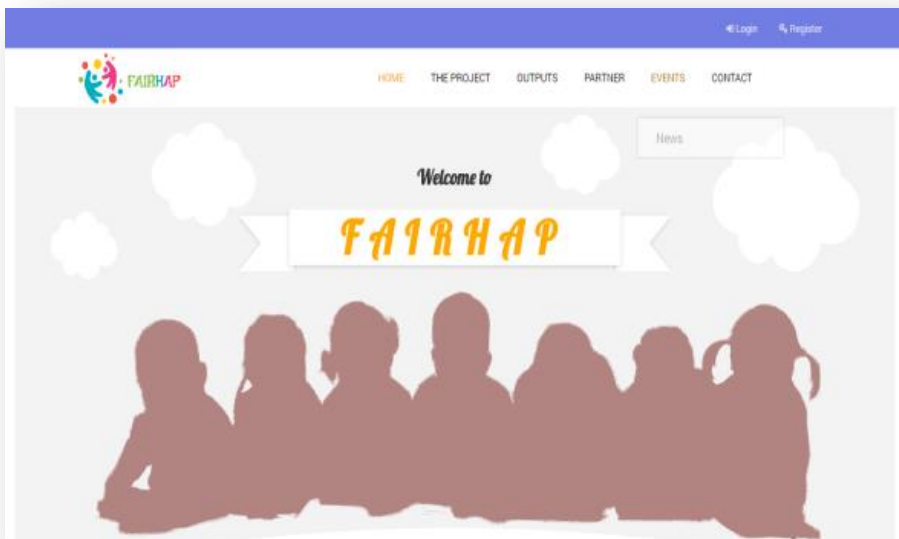 Login Register
FAIRHAP
HOME THE PROJECT OUTPUTS PARTNER EVENTS CONTACT
News
Welcome to
FAIRHAP